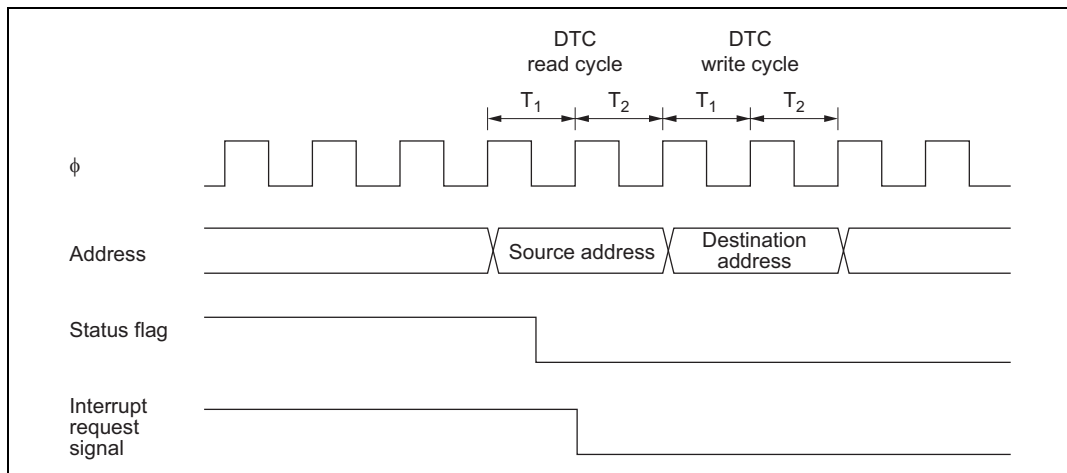 DTC
read cycle
DTC
write cycle
T1
T2
T1
T2
ϕ
Address
Source address
Destination
address
Status flag
Interrupt
request
signal